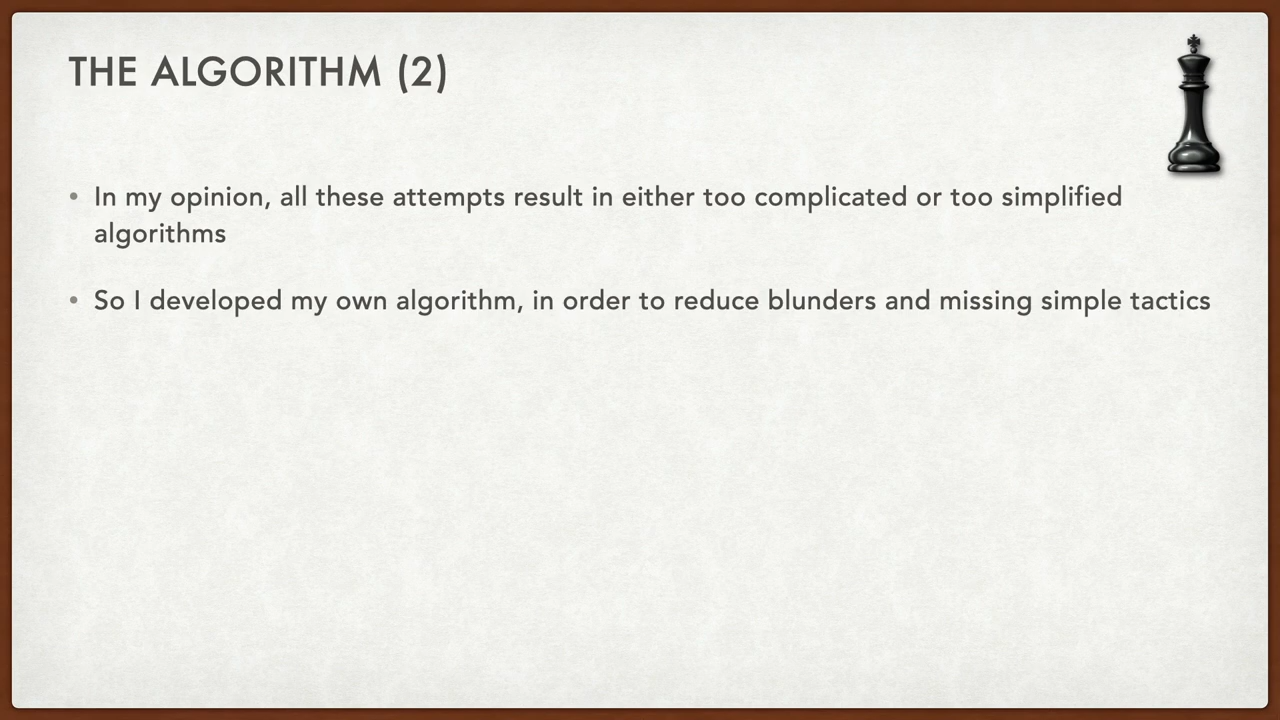 THE ALGORITHM (2)
• In my opinion, all these attempts result in either too complicated or too simplified
algorithms
• So I developed my own algorithm, in order to reduce blunders and missing simple tactics